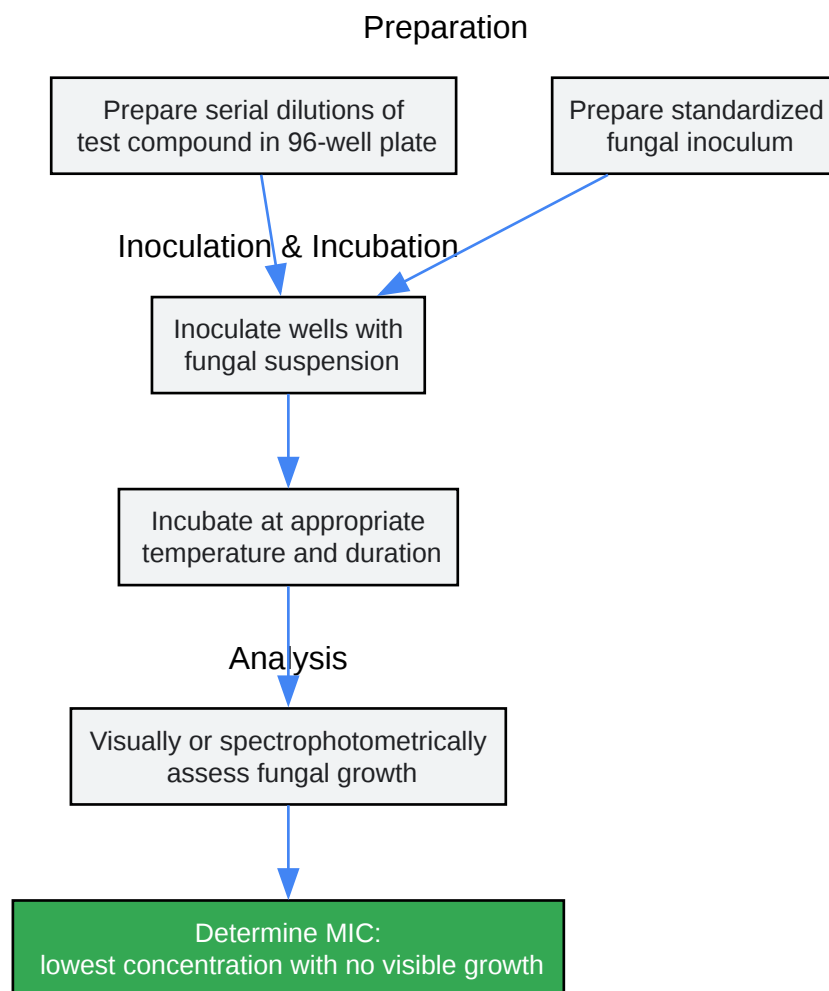 Preparation
Prepare serial dilutions of
test compound in 96-well plate
Prepare standardized
fungal inoculum
Inoculation & Incubation
Inoculate wells with
fungal suspension
Incubate at appropriate
temperature and duration
Analysis
Visually or spectrophotometrically
assess fungal growth
Determine MIC:
lowest concentration with no visible growth